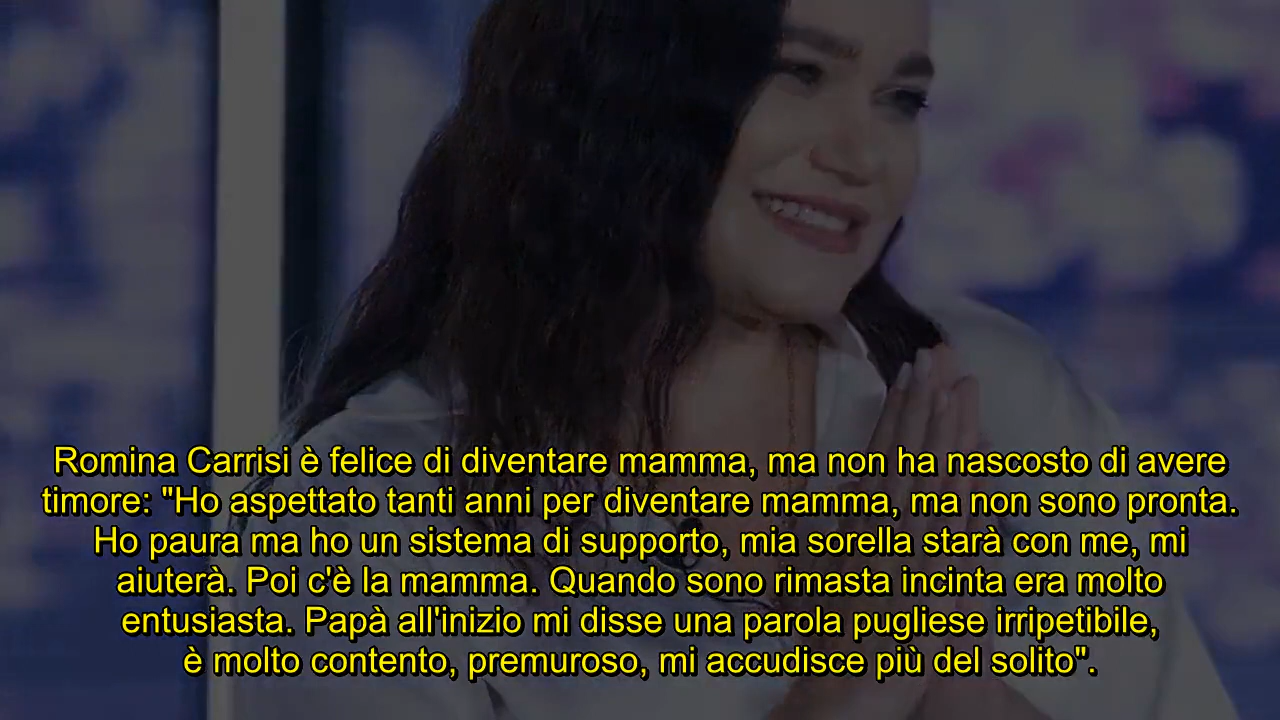 Romina Carrisi è felice di diventare mamma, ma non ha nascosto di avere
timore: "Ho aspettato tanti anni per diventare mamma, ma non sono pronta.
Ho paura ma ho un sistema di supporto, mia sorella starà con me, mi
aiuterà. Poi c'è la mamma. Quando sono rimasta incinta era molto
entusiasta. Papà all'inizio mi disse una parola pugliese irripetibile,
è molto contento, premuroso, mi accudisce più del solito".